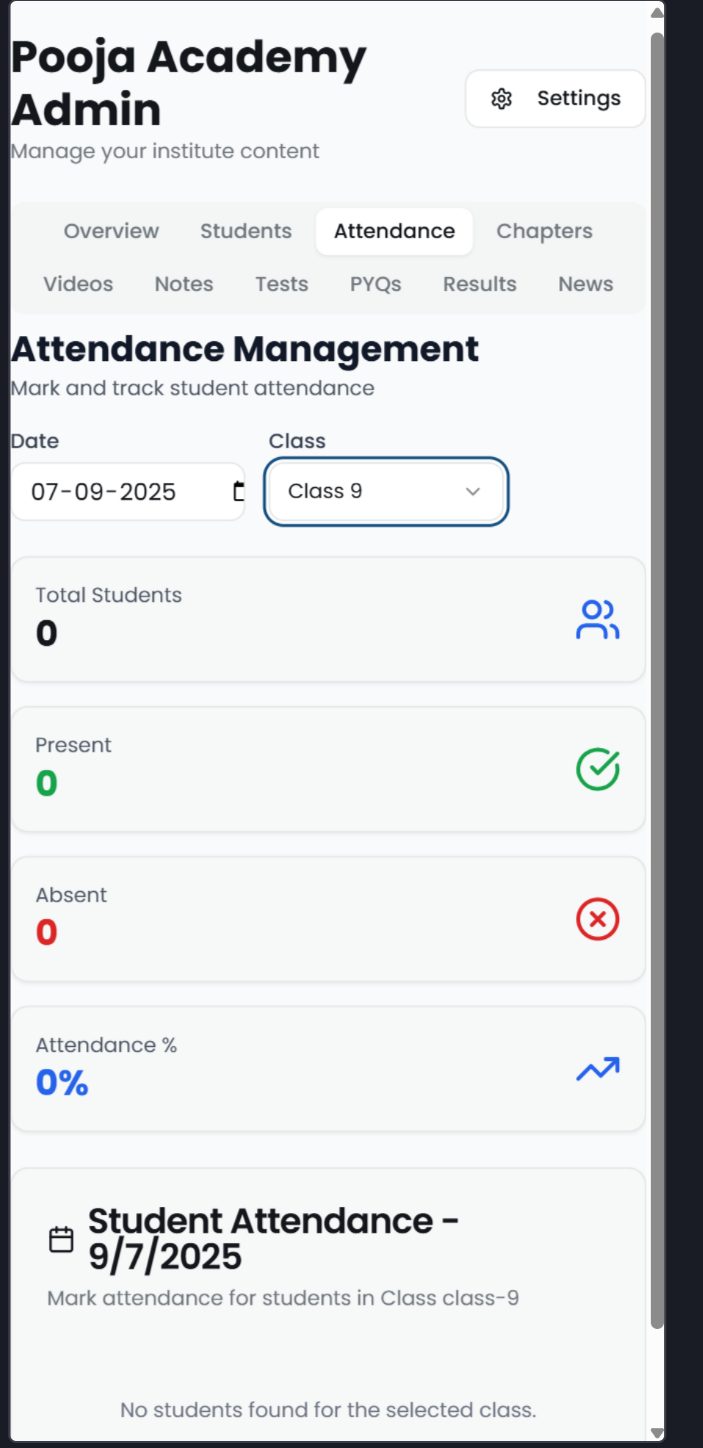 Pooja Academy
Admin
Settings
Manage your institute content
Overview Students Attendance Chapters
Videos Notes Tests PYQs Results News
Attendance Management
Mark and track student attendance
Date Class
07-09-2025 Class 9
Total Students
0
Present
0
Absent
0
Attendance %
0%
Student Attendance -
9/7/2025
Mark attendance for students in Class class-9
No students found for the selected class.